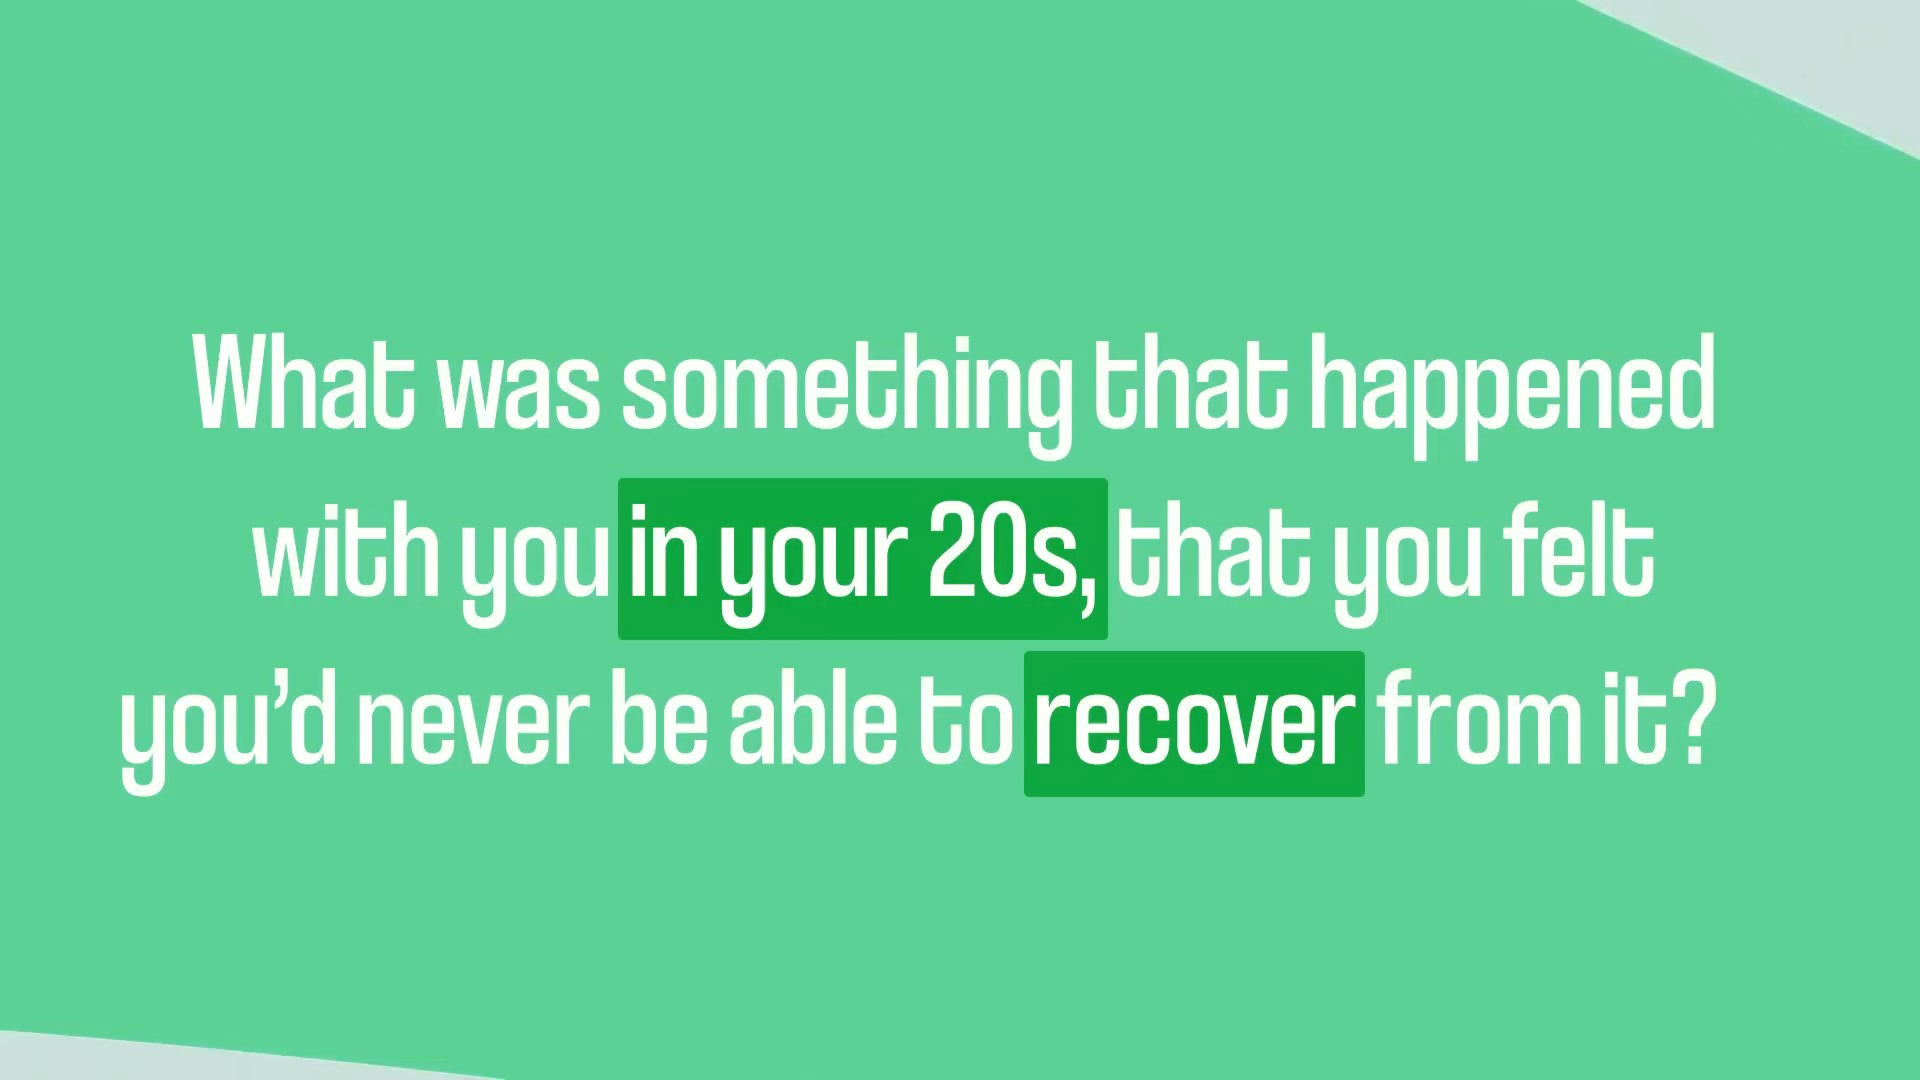 What was something that happened
with you in your 20s, that you felt
you’d never be able to recover from it?